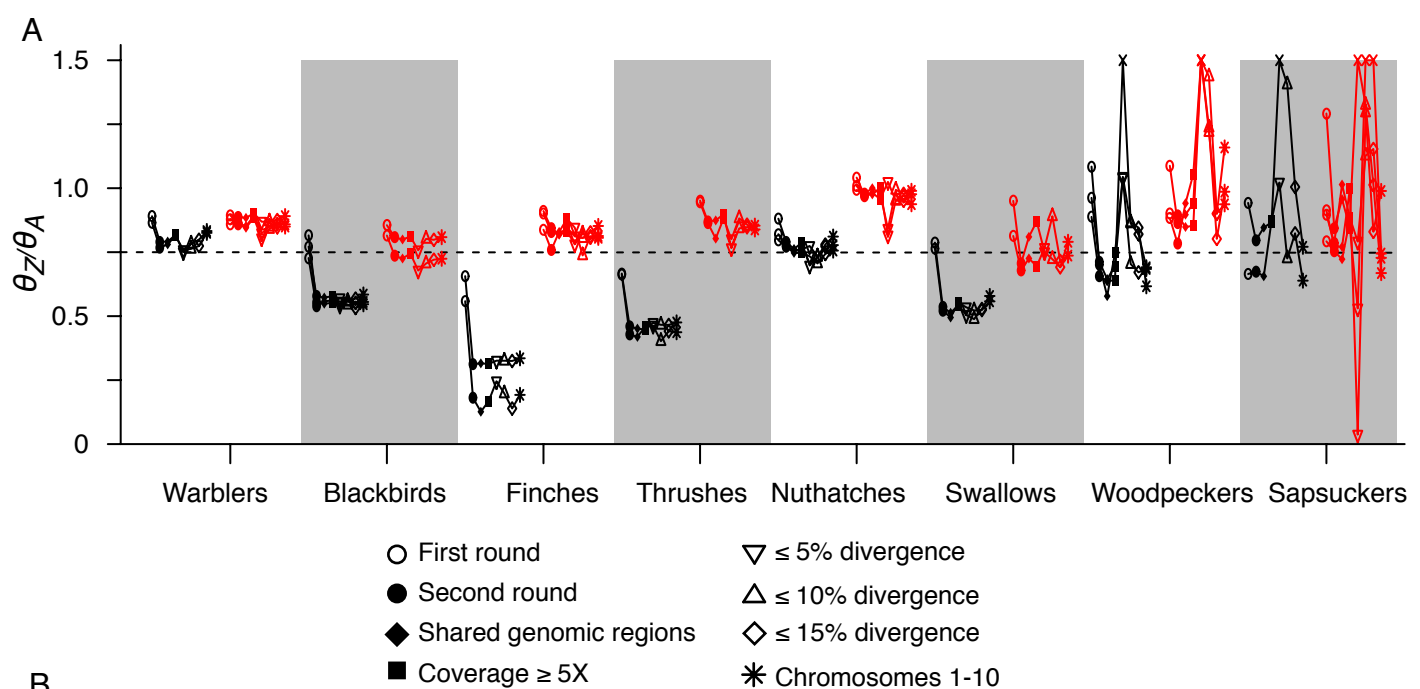 A
1.5
1.0
0.5
0
θZ/θA
Warblers Blackbirds Finches Thrushes Nuthatches Swallows Woodpeckers Sapsuckers
First round
Second round
Shared genomic regions
Coverage ≥ 5X
≤ 5% divergence
≤ 10% divergence
≤ 15% divergence
Chromosomes 1-10
B